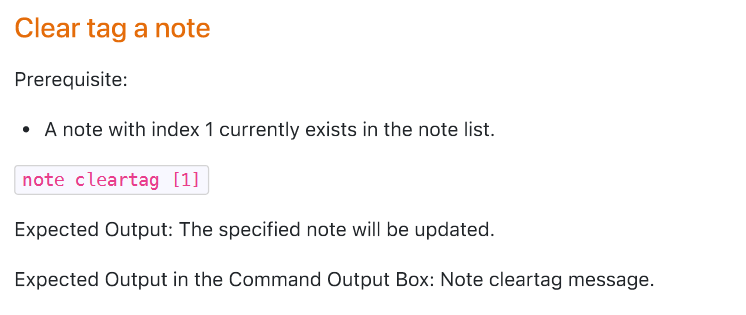 Clear tag a note
Prerequisite:
• A note with index 1 currently exists in the note list.
note cleartag [1]
Expected Output: The specified note will be updated.
Expected Output in the Command Output Box: Note cleartag message.